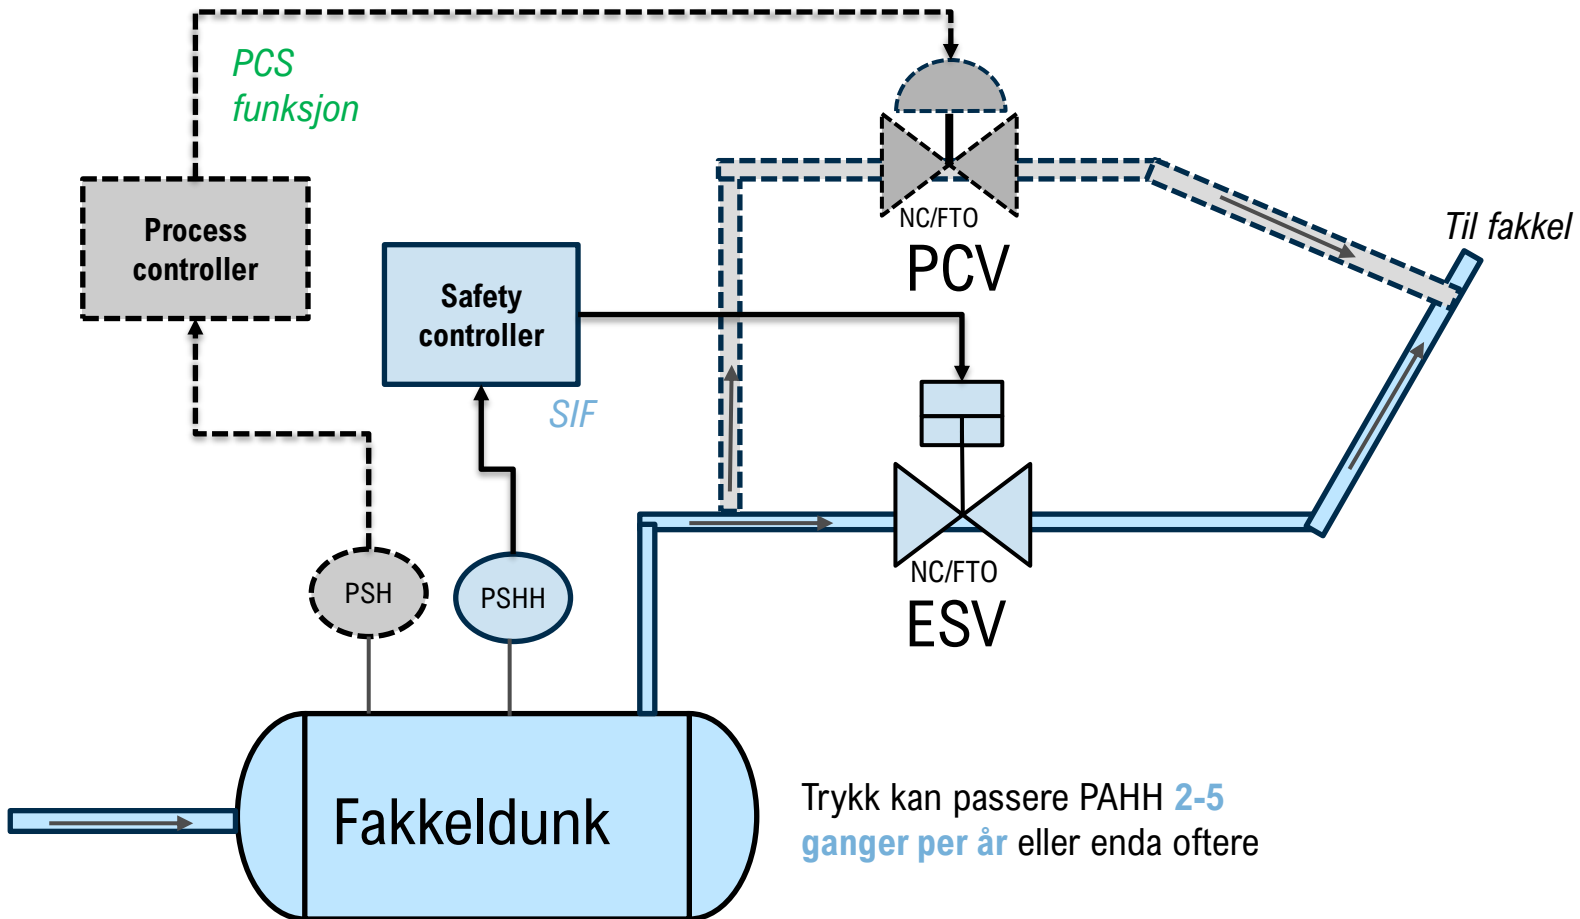 PCS
funksjon
Process
controller
Safety
controller
SIF
NC/FTO
PCV
Til fakkel
NC/FTO
ESV
PSH
PSHH
Fakkeldunk
Trykk kan passere PAHH 2-5
ganger per år eller enda oftere